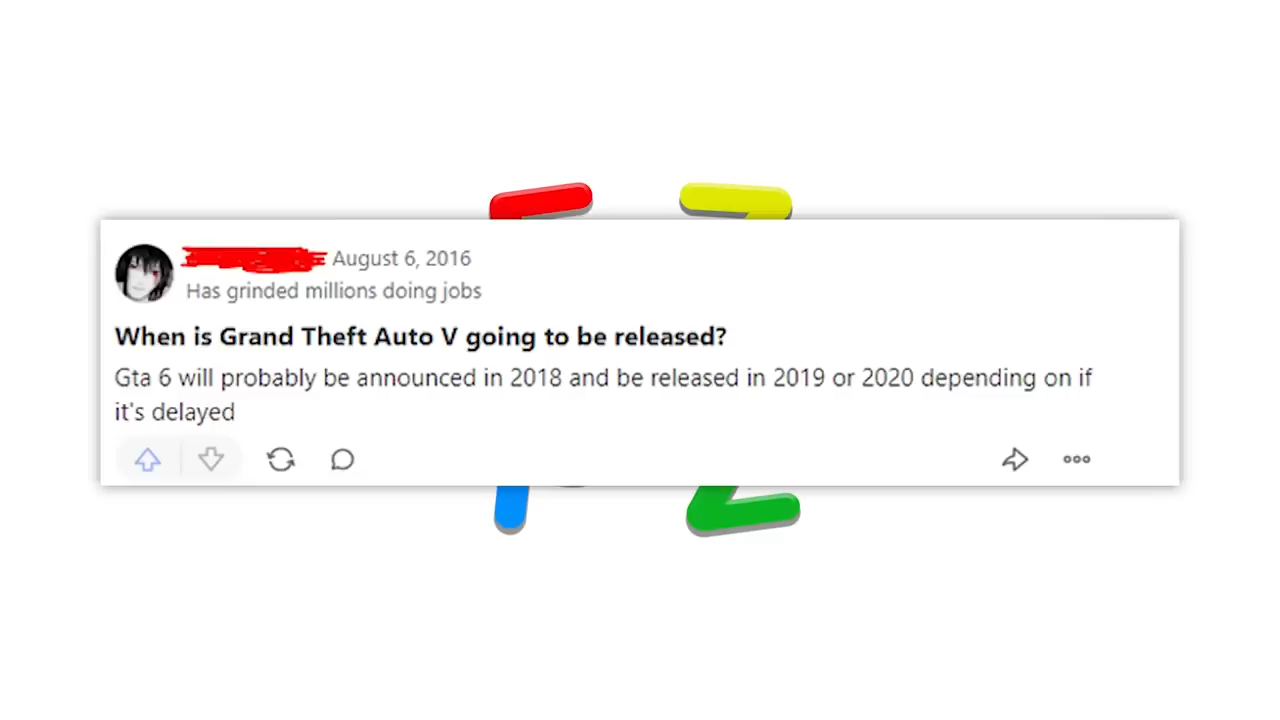 August 6, 2016
Has grinded millions doing jobs
When is Grand Theft Auto V going to be released?
Gta 6 will probably be announced in 2018 and be released in 2019 or 2020 depending on if
it's delayed